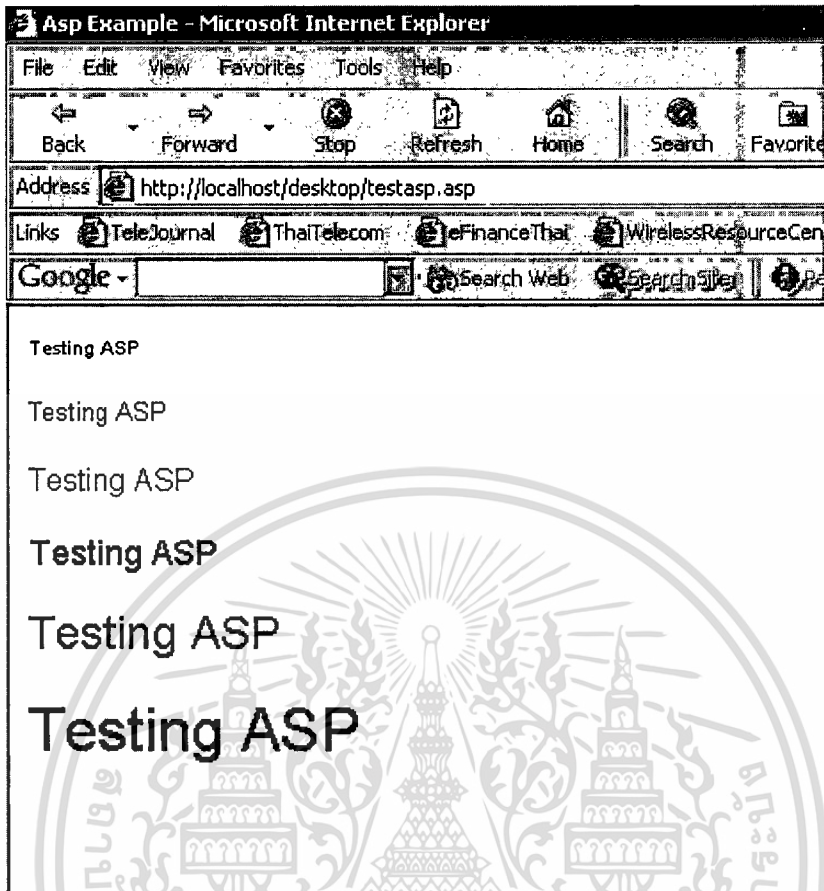 Asp Example - Microsoft Internet Explorer
File Edit View Favorites Tools Help
Back Forward Stop Refresh Home Search Favorite
Address http://localhost/desktop/testasp.asp
Links TeleJournal ThaiTelecom eFinanceThai WirelessResourceCen
Google Search Web Search Site
Testing ASP
Testing ASP
Testing ASP
Testing ASP
Testing ASP
Testing ASP